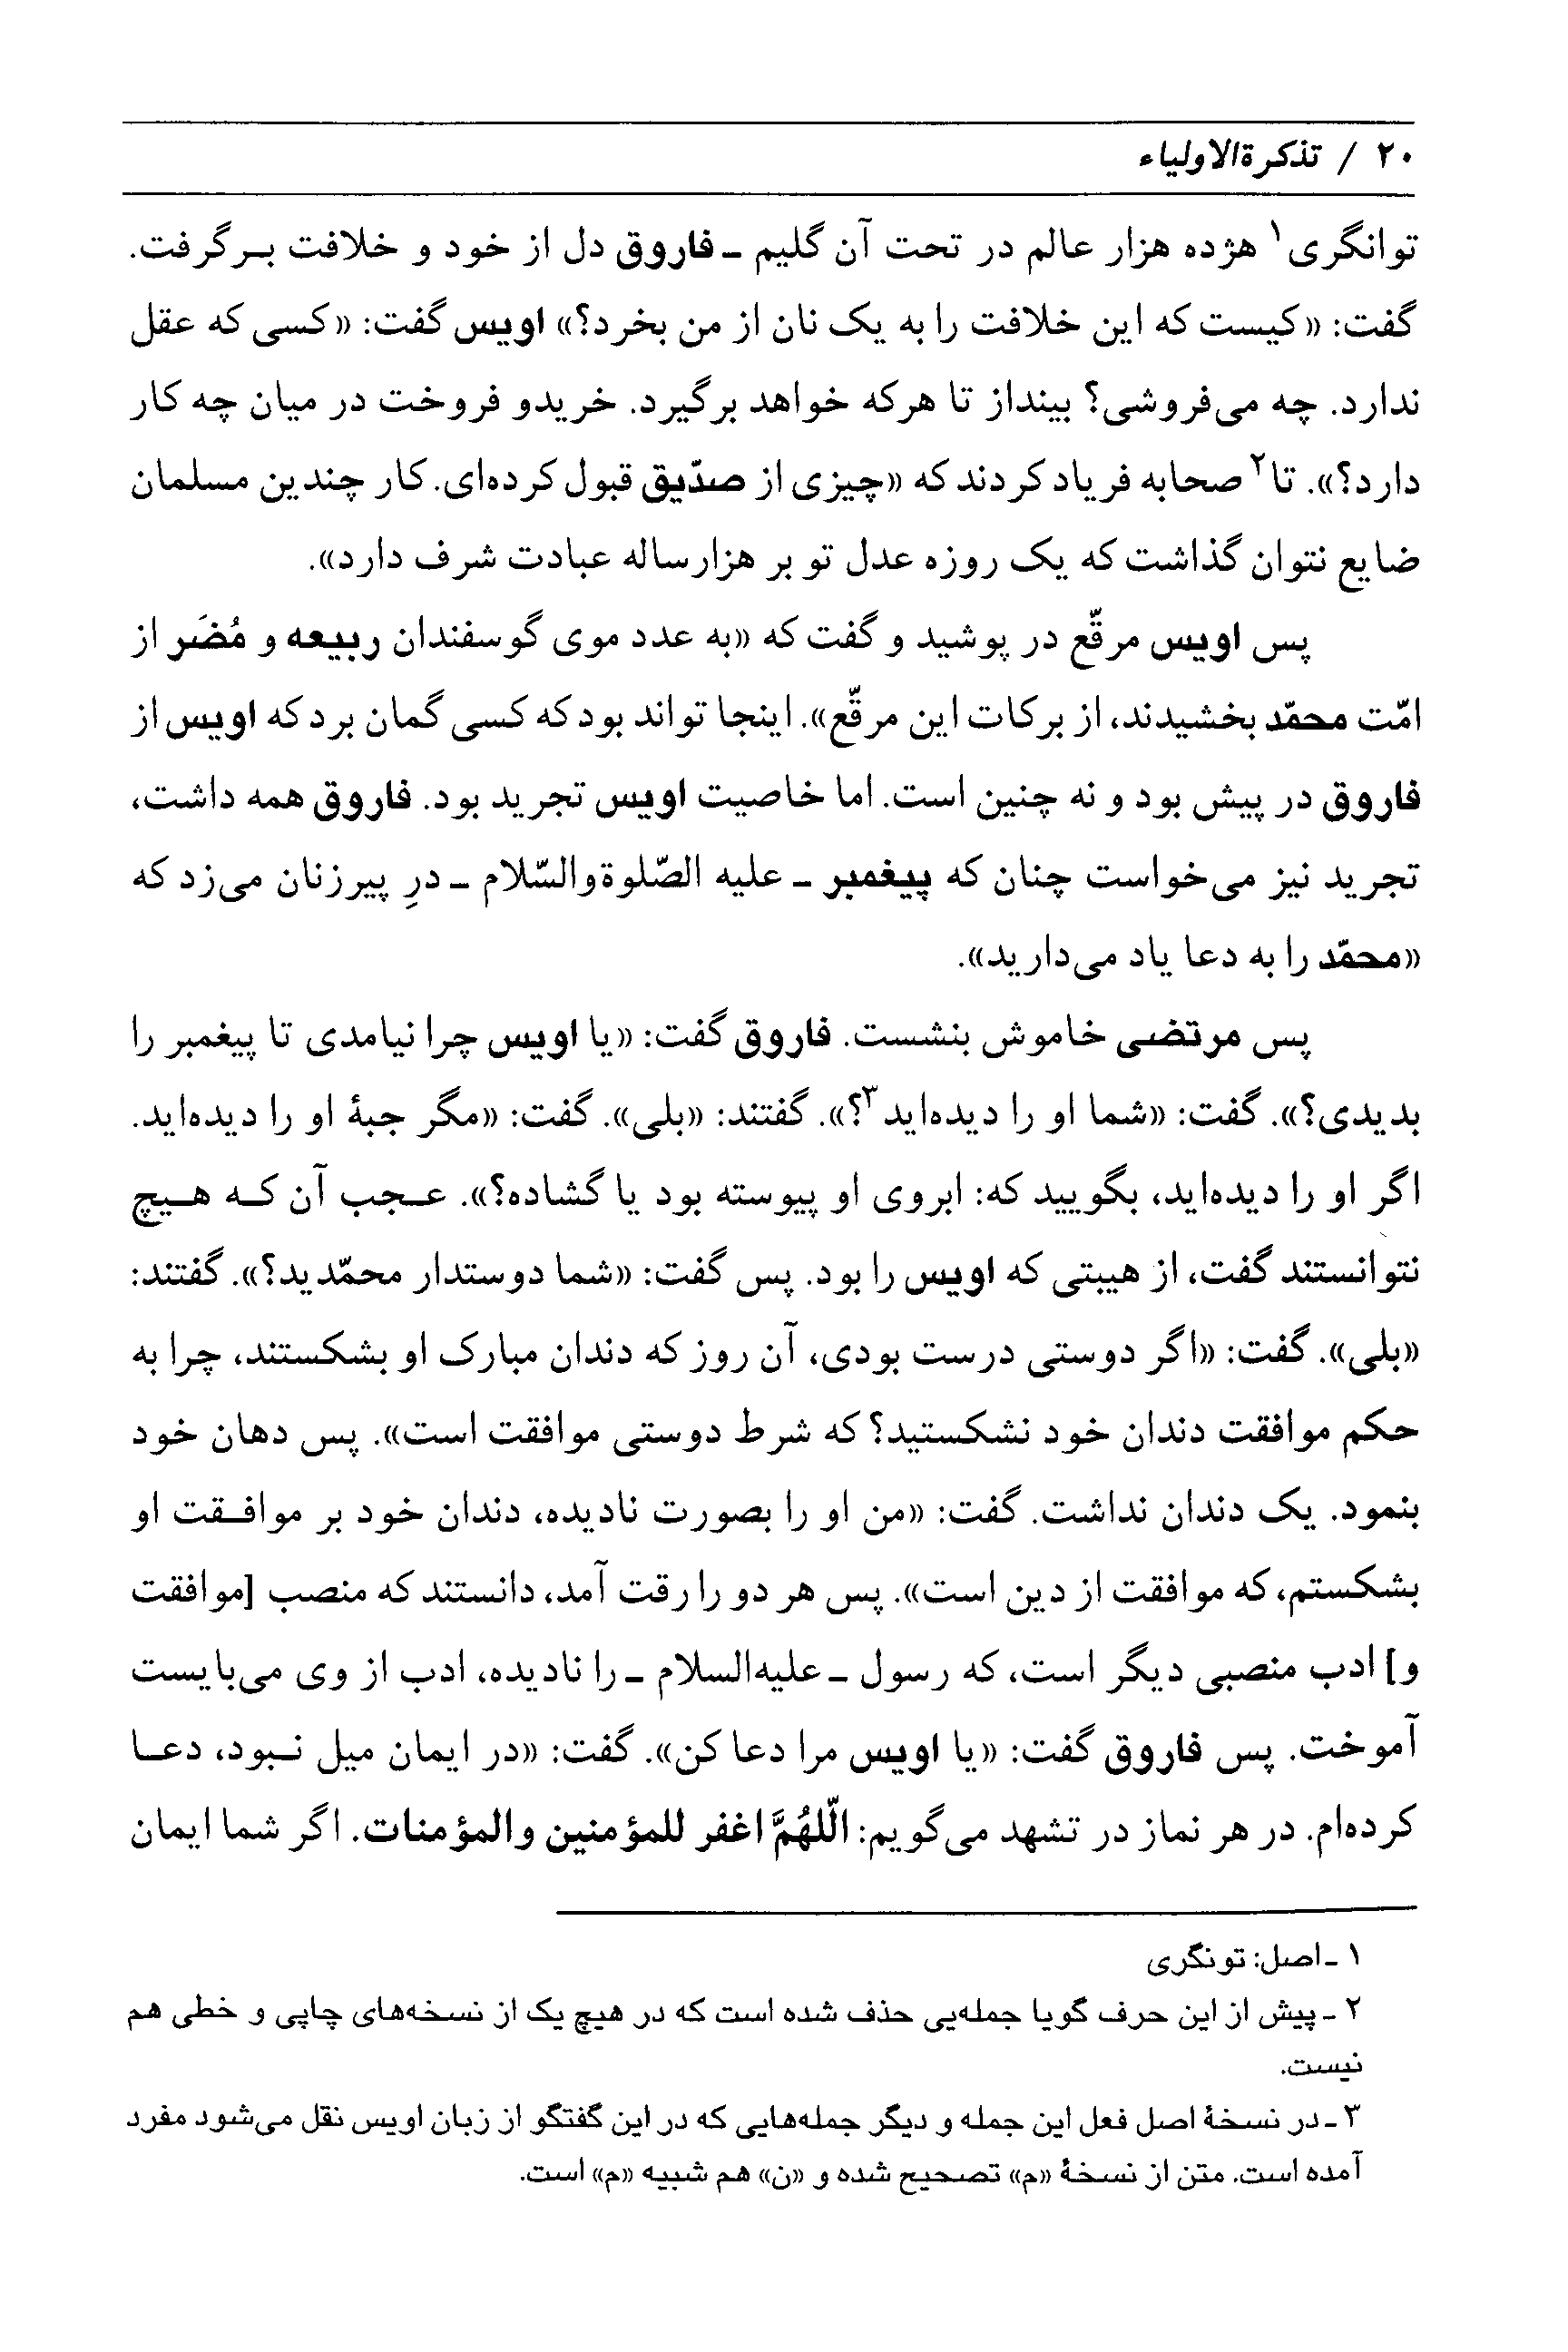 ۲۰ / تذکرةالاولیاء
توانگری۱ هژده هزار عالم در تحت آن گلیم ـ فاروق دل از خود و خلافت بـرگرفت.
گفت: «کیست که این خلافت را به یک نان از من بخرد؟» اویس گفت: «کسی که عقل
ندارد. چه می‌فروشی؟ بینداز تا هرکه خواهد برگیرد. خریدو فروخت در میان چه کار
دارد؟». تا۲ صحابه فریاد کردند که «چیزی از صدّیق قبول کرده‌ای. کار چندین مسلمان
ضایع نتوان گذاشت که یک روزه عدل تو بر هزارساله عبادت شرف دارد».
پس اویس مرقّع در پوشید و گفت که «به عدد موی گوسفندان ربیعه و مُضَر از
امّت محمّد بخشیدند، از برکات این مرقّع». اینجا تواند بود که کسی گمان برد که اویس از
فاروق در پیش بود و نه چنین است. اما خاصیت اویس تجرید بود. فاروق همه داشت،
تجرید نیز می‌خواست چنان که پیغمبر ـ علیه الصّلوةوالسّلام ـ درِ پیرزنان می‌زد که
«محمّد را به دعا یاد می‌دارید».
پس مرتضی خاموش بنشست. فاروق گفت: «یا اویس چرا نیامدی تا پیغمبر را
بدیدی؟». گفت: «شما او را دیده‌اید۳؟». گفتند: «بلی». گفت: «مگر جبهٔ او را دیده‌اید.
اگر او را دیده‌اید، بگویید که: ابروی او پیوسته بود یا گشاده؟». عـجب آن کـه هـیچ
نتوانستند گفت، از هیبتی که اویس را بود. پس گفت: «شما دوستدار محمّدید؟». گفتند:
«بلی». گفت: «اگر دوستی درست بودی، آن روز که دندان مبارک او بشکستند، چرا به
حکم موافقت دندان خود نشکستید؟ که شرط دوستی موافقت است». پس دهان خود
بنمود. یک دندان نداشت. گفت: «من او را بصورت نادیده، دندان خود بر موافـقت او
بشکستم، که موافقت از دین است». پس هر دو را رقت آمد، دانستند که منصب [موافقت
و] ادب منصبی دیگر است، که رسول ـ علیه‌السلام ـ را نادیده، ادب از وی می‌بایست
آموخت. پس فاروق گفت: «یا اویس مرا دعا کن». گفت: «در ایمان میل نـبود، دعـا
کرده‌ام. در هر نماز در تشهد می‌گویم: الّلهُمَّ اغفر للمؤمنین والمؤمنات. اگر شما ایمان
۱ ـ اصل: تونگری
۲ ـ پیش از این حرف گویا جمله‌یی حذف شده است که در هیچ یک از نسخه‌های چاپی و خطی هم
نیست.
۳ ـ در نسخهٔ اصل فعل این جمله و دیگر جمله‌هایی که در این گفتگو از زبان اویس نقل می‌شود مفرد
آمده است. متن از نسخهٔ «م» تصحیح شده و «ن» هم شبیه «م» است.